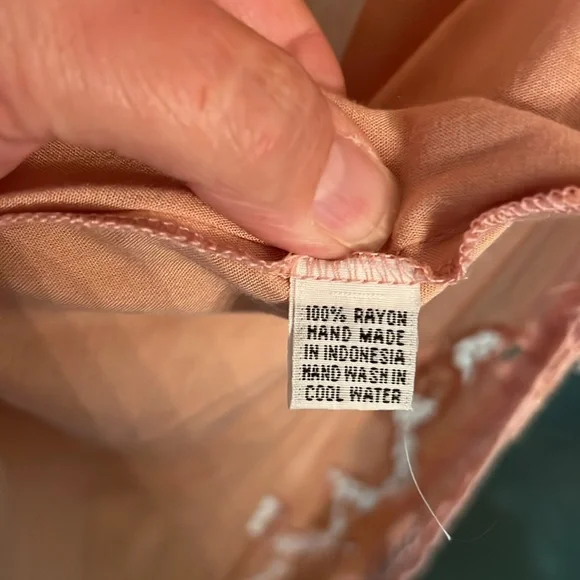 100% RAYON
HAND MADE
IN INDONESIA
HAND WASH IN
COOL WATER